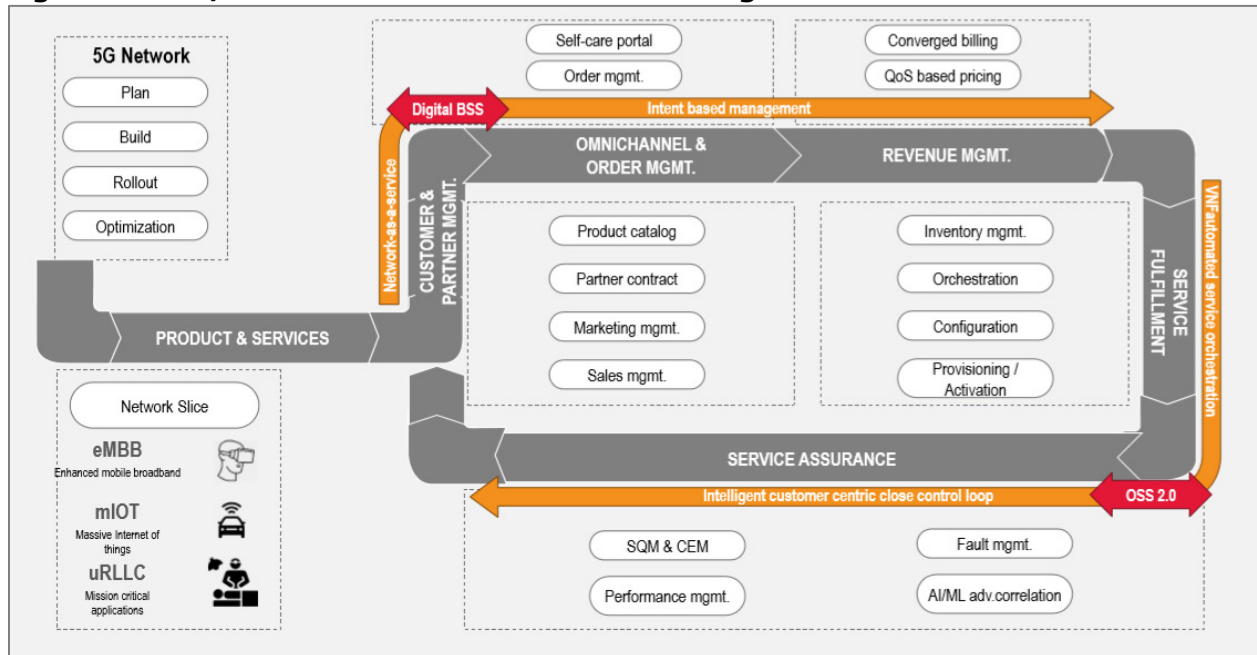 5G Network
Plan
Build
Rollout
Optimization
Self-care portal
Order mgmt.
Converged billing
QoS based pricing
Digital BSS
Intent based management
Network-as-a-service
CUSTOMER &
PARTNER MGMT.
OMNICHANNEL &
ORDER MGMT.
REVENUE MGMT.
Product catalog
Partner contract
Marketing mgmt.
Sales mgmt.
Inventory mgmt.
Orchestration
Configuration
Provisioning /
Activation
SERVICE
FULFILLMENT
VNFautomated service orchestration
PRODUCT & SERVICES
Network Slice
eMBB
Enhanced mobile broadband
mIOT
Massive Internet of
things
uRLLC
Mission critical
applications
SERVICE ASSURANCE
Intelligent customer centric close control loop
OSS 2.0
SQM & CEM
Performance mgmt.
Fault mgmt.
AI/ML adv.correlation